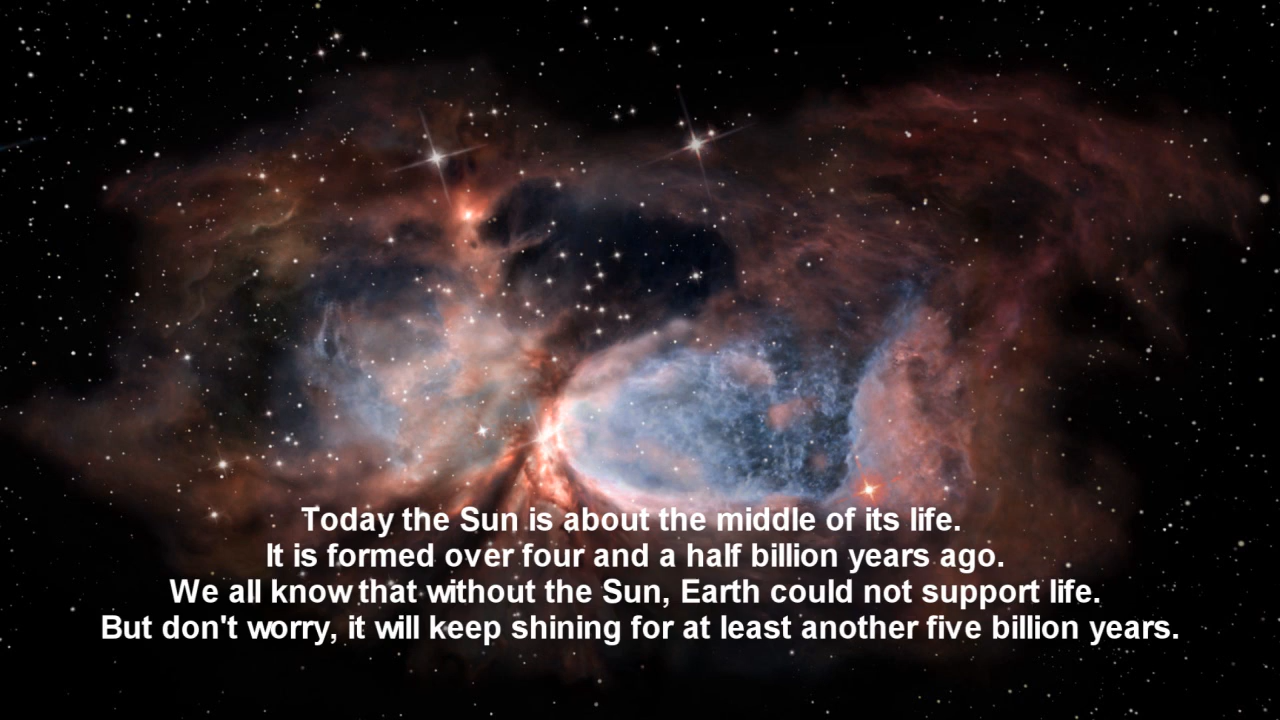 Today the Sun is about the middle of its life.
It is formed over four and a half billion years ago.
We all know that without the Sun, Earth could not support life.
But don't worry, it will keep shining for at least another five billion years.